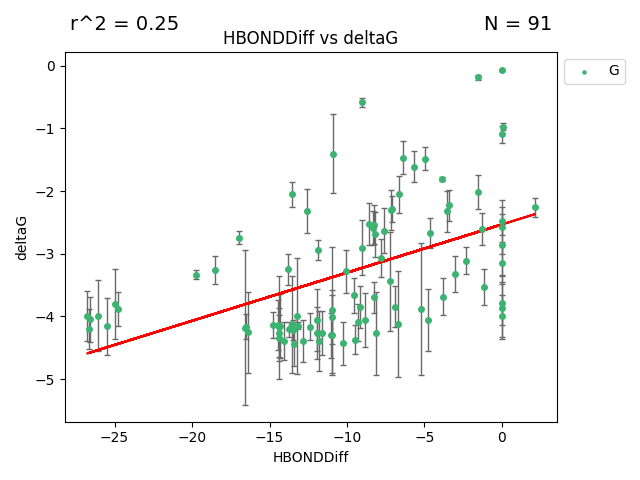 r^2 = 0.25
N = 91
HBONDDiff vs deltaG
G
0
−1
−2
−3
−4
−5
deltaG
−25
−20
−15
−10
−5
0
HBONDDiff